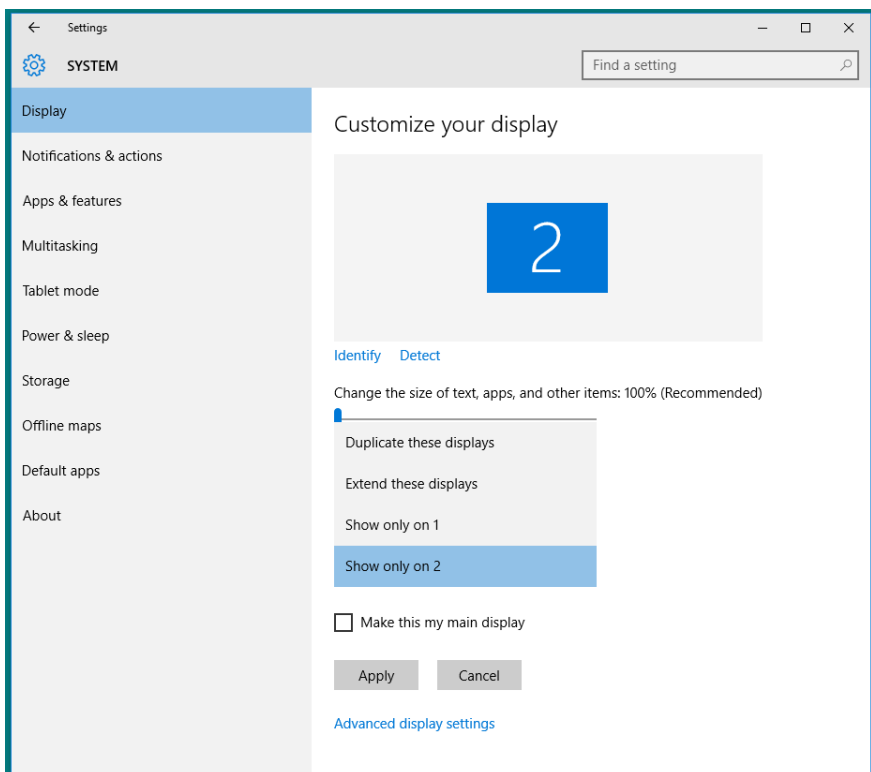 Settings
SYSTEM
Find a setting
Display
Notifications & actions
Apps & features
Multitasking
Tablet mode
Power & sleep
Storage
Offline maps
Default apps
About
Customize your display
2
Identify Detect
Change the size of text, apps, and other items: 100% (Recommended)
Duplicate these displays
Extend these displays
Show only on 1
Show only on 2
Make this my main display
Apply Cancel
Advanced display settings